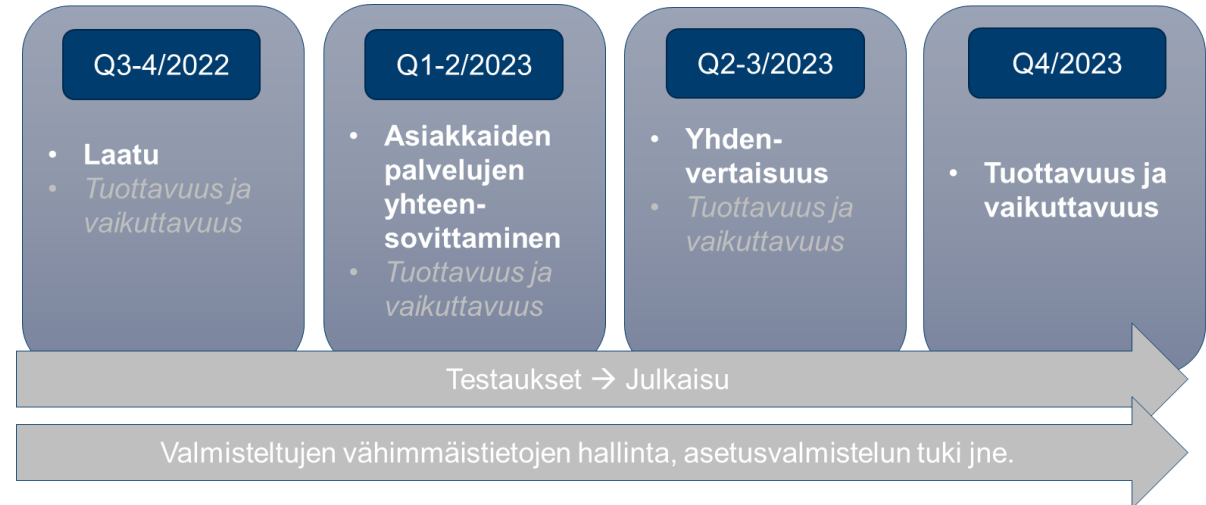 Q3-4/2022
• Laatu
• Tuottavuus ja
vaikuttavuus
Q1-2/2023
• Asiakkaiden
palvelujen
yhteen-
sovittaminen
• Tuottavuus ja
vaikuttavuus
Q2-3/2023
• Yhden-
vertaisuus
• Tuottavuus ja
vaikuttavuus
Q4/2023
• Tuottavuus ja
vaikuttavuus
Testaukset → Julkaisu
Valmisteltujen vähimmäistietojen hallinta, asetusvalmistelun tuki jne.